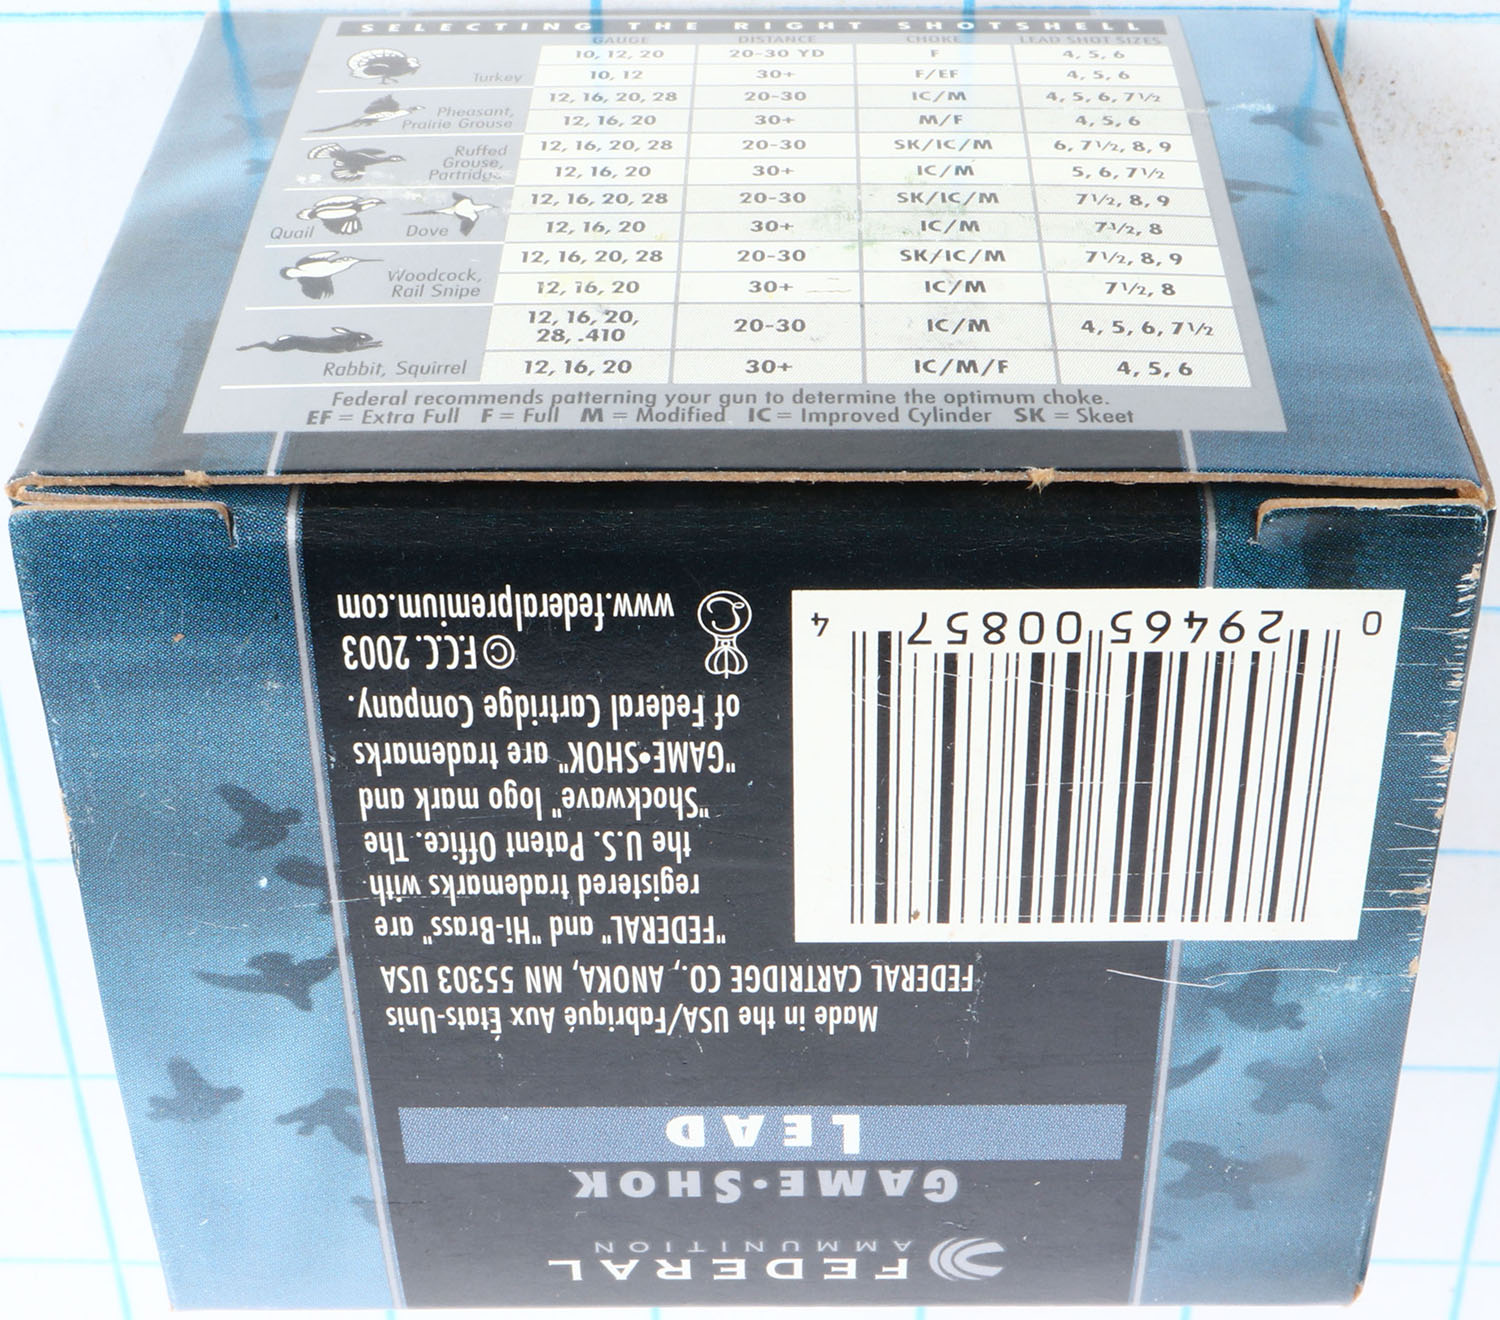 SELECTING THE RIGHT SHOTSHELL
GAUGE DISTANCE CHOKE LEAD SHOT SIZES
Turkey
10, 12, 20 20-30 YD F 4, 5, 6
10, 12 30+ F/EF 4, 5, 6
Pheasant,
Prairie Grouse
12, 16, 20, 28 20-30 IC/M 4, 5, 6, 7½
12, 16, 20 30+ M/F 4, 5, 6
Ruffed
Grouse,
Partridge
12, 16, 20, 28 20-30 SK/IC/M 6, 7½, 8, 9
12, 16, 20 30+ IC/M 5, 6, 7½
Quail Dove
12, 16, 20, 28 20-30 SK/IC/M 7½, 8, 9
12, 16, 20 30+ IC/M 7½, 8
Woodcock,
Rail Snipe
12, 16, 20, 28 20-30 SK/IC/M 7½, 8, 9
12, 16, 20 30+ IC/M 7½, 8
Rabbit, Squirrel
12, 16, 20,
28, .410 20-30 IC/M 4, 5, 6, 7½
12, 16, 20 30+ IC/M/F 4, 5, 6
Federal recommends patterning your gun to determine the optimum choke.
EF = Extra Full F = Full M = Modified IC = Improved Cylinder SK = Skeet
FEDERAL
AMMUNITION
GAME•SHOK
LEAD
Made in the USA/Fabriqué Aux États-Unis
FEDERAL CARTRIDGE CO., ANOKA, MN 55303 USA
"FEDERAL" and "Hi-Brass" are
registered trademarks with
the U.S. Patent Office. The
"Shockwave" logo mark and
"GAME•SHOK" are trademarks
of Federal Cartridge Company.
© F.C.C. 2003
www.federalpremium.com
0 29465 00857 4